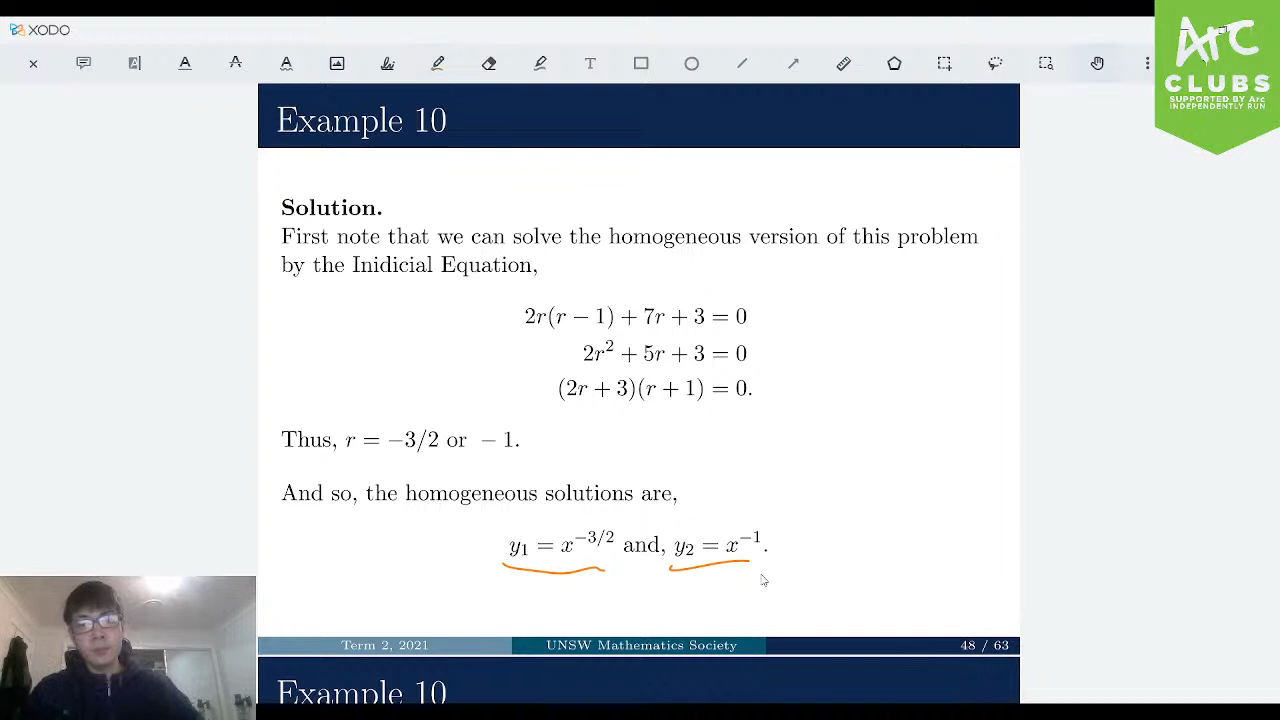 XODO
Arc
CLUBS
SUPPORTED BY Arc
INDEPENDENTLY RUN
Example 10
Solution.
First note that we can solve the homogeneous version of this problem
by the Inidicial Equation,
2r(r − 1) + 7r + 3 = 0
2r² + 5r + 3 = 0
(2r + 3)(r + 1) = 0.
Thus, r = −3/2 or − 1.
And so, the homogeneous solutions are,
y₁ = x^{−3/2} and, y₂ = x^{−1}.
Term 2, 2021 UNSW Mathematics Society 48 / 63
Example 10